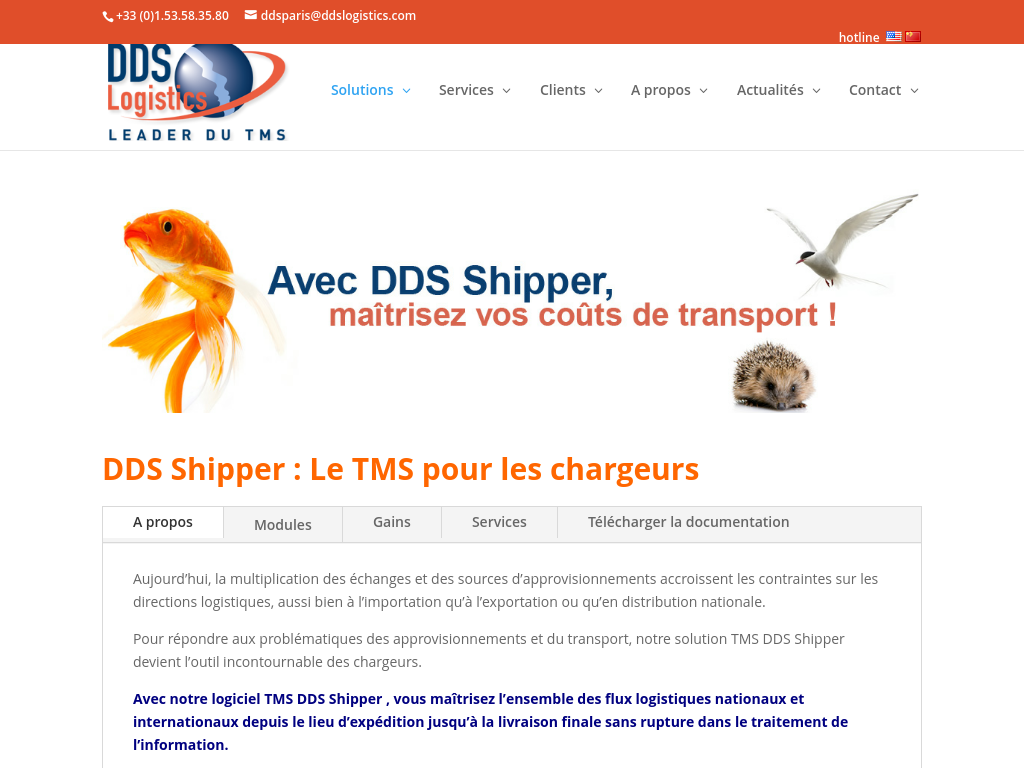 +33 (0)1.53.58.35.80 ddsparis@ddslogistics.com
hotline
DDS
Logistics
LEADER DU TMS
Solutions Services Clients A propos Actualités Contact
Avec DDS Shipper,
maîtrisez vos coûts de transport !
DDS Shipper : Le TMS pour les chargeurs
A propos Modules Gains Services Télécharger la documentation
Aujourd’hui, la multiplication des échanges et des sources d’approvisionnements accroissent les contraintes sur les
directions logistiques, aussi bien à l’importation qu’à l’exportation ou qu’en distribution nationale.
Pour répondre aux problématiques des approvisionnements et du transport, notre solution TMS DDS Shipper
devient l’outil incontournable des chargeurs.
Avec notre logiciel TMS DDS Shipper , vous maîtrisez l’ensemble des flux logistiques nationaux et
internationaux depuis le lieu d’expédition jusqu’à la livraison finale sans rupture dans le traitement de
l’information.